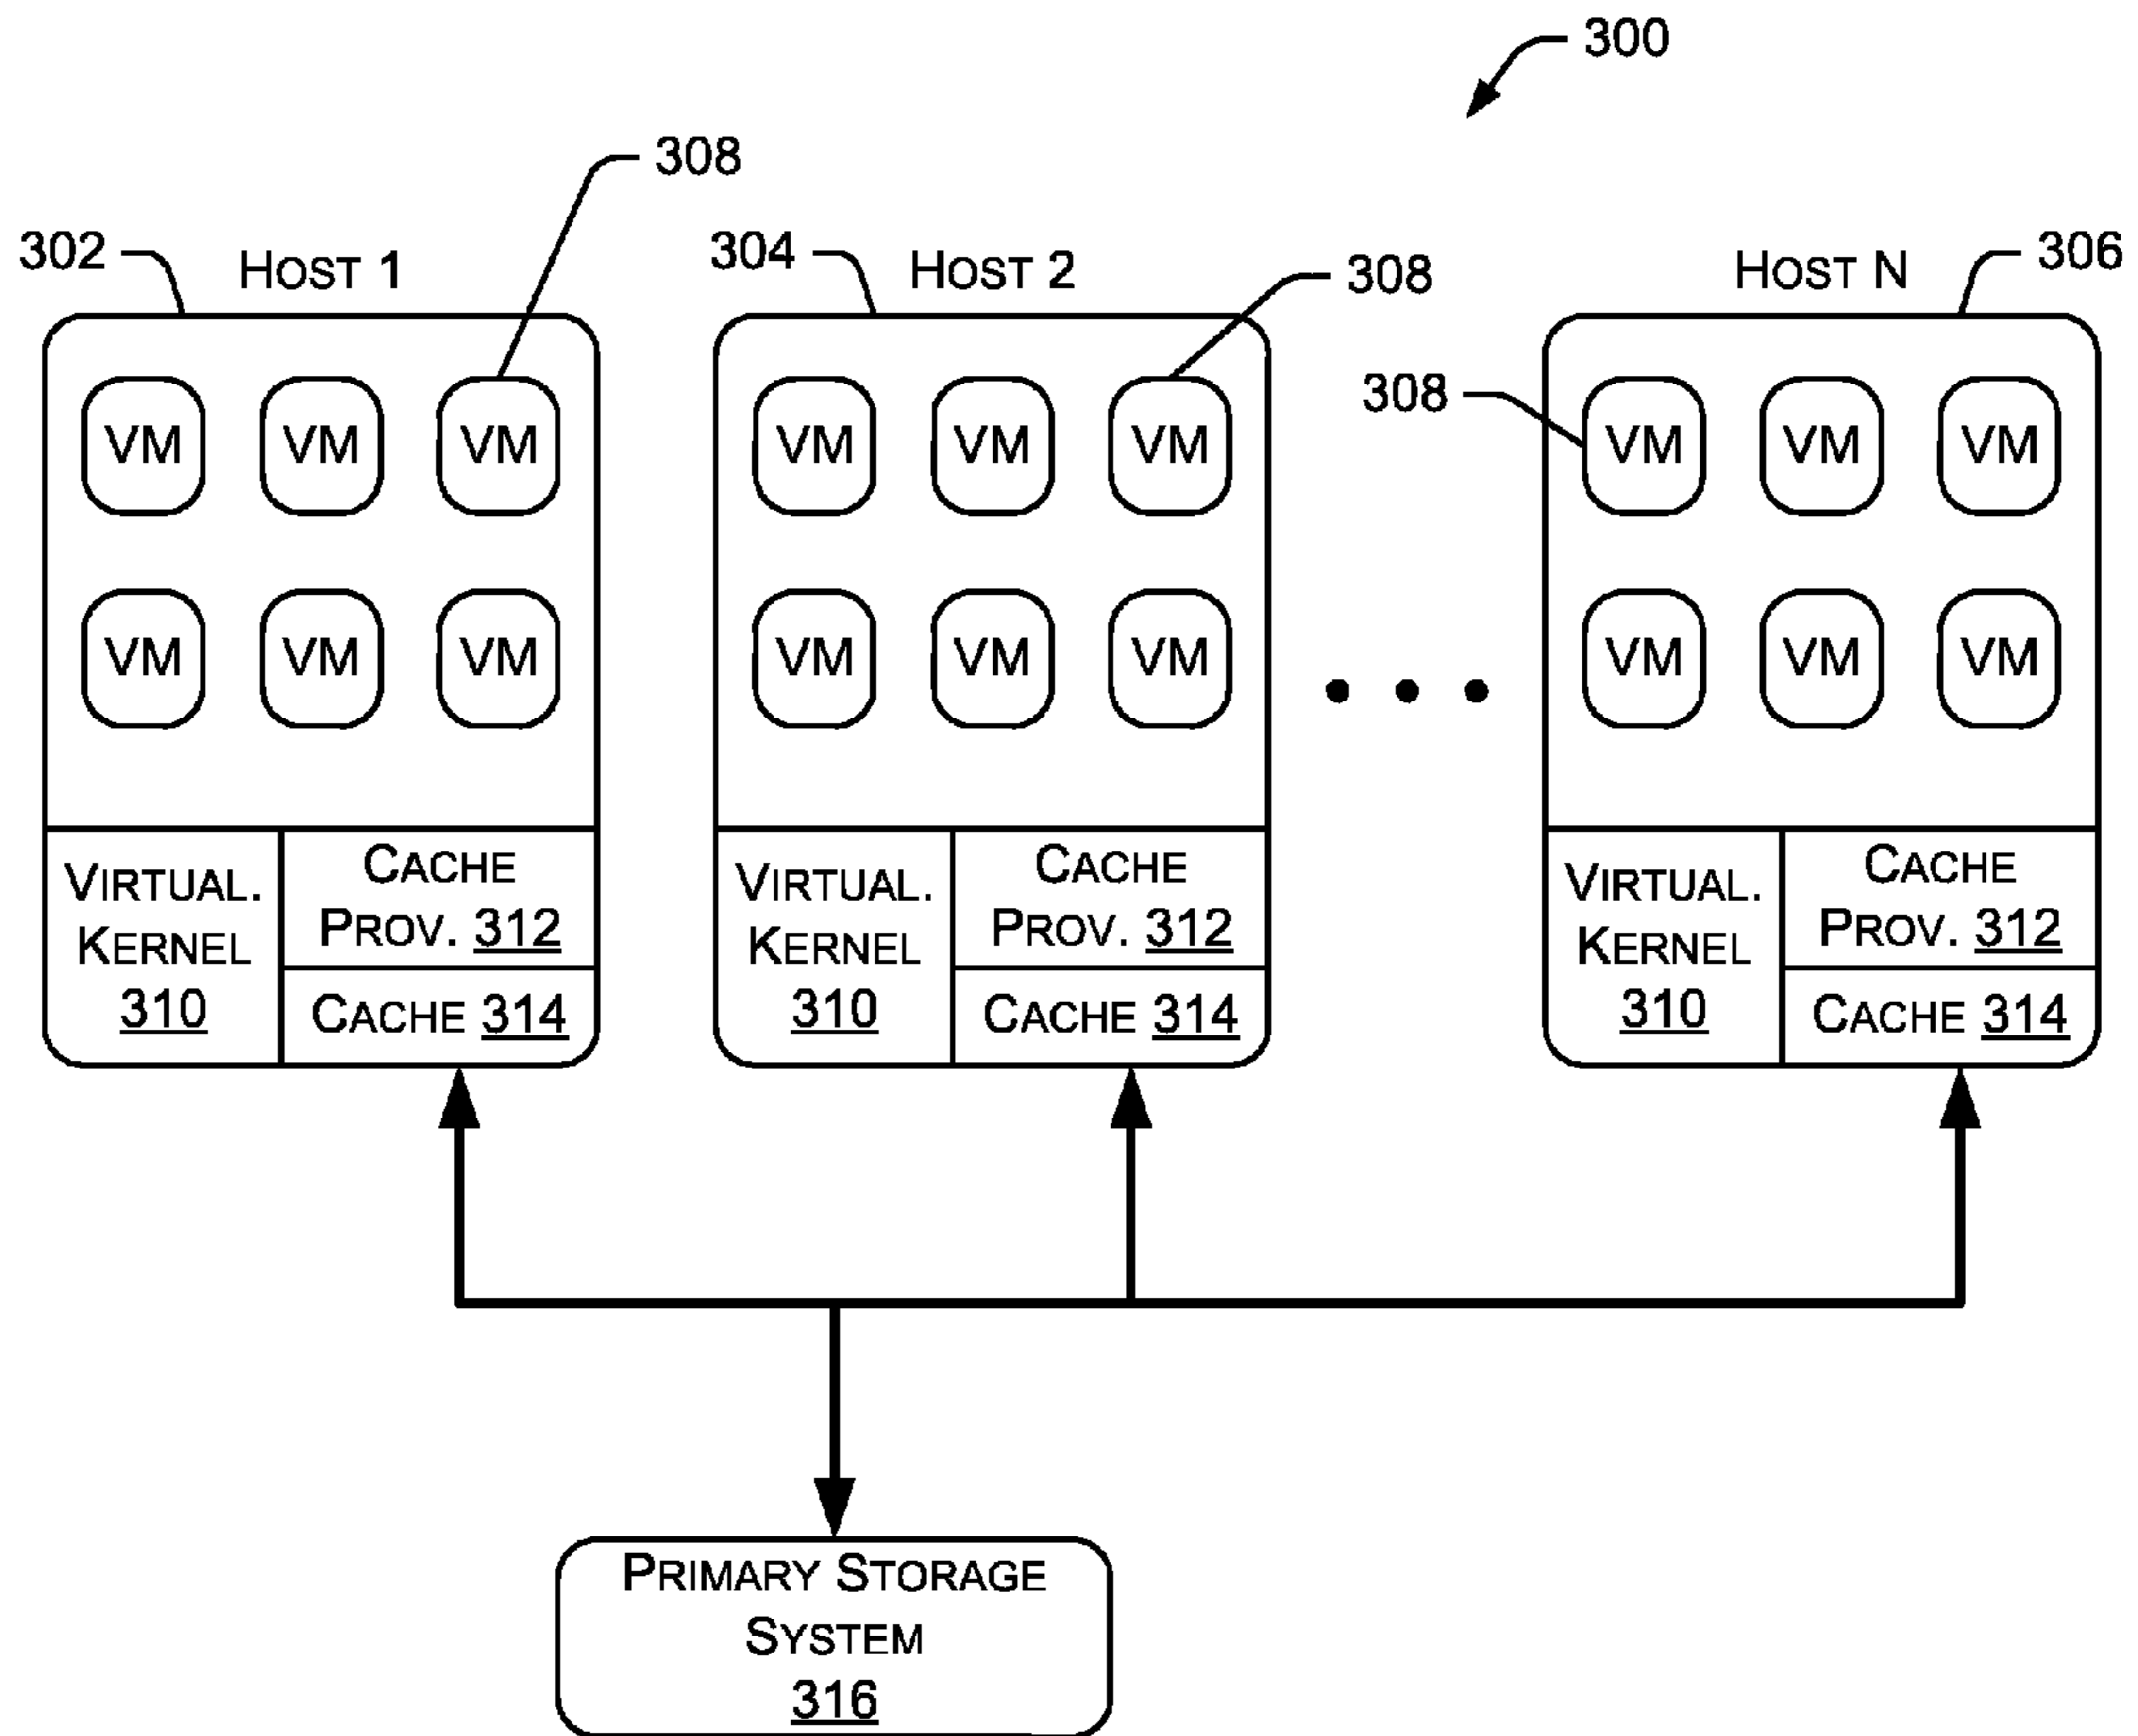 300
308
302
HOST 1
304
HOST 2
308
HOST N
306
308
VM VM VM
VM VM VM
VIRTUAL.
KERNEL
310
CACHE
PROV. 312
CACHE 314
VM VM VM
VM VM VM
VIRTUAL.
KERNEL
310
CACHE
PROV. 312
CACHE 314
VM VM VM
VM VM VM
VIRTUAL.
KERNEL
310
CACHE
PROV. 312
CACHE 314
PRIMARY STORAGE
SYSTEM
316